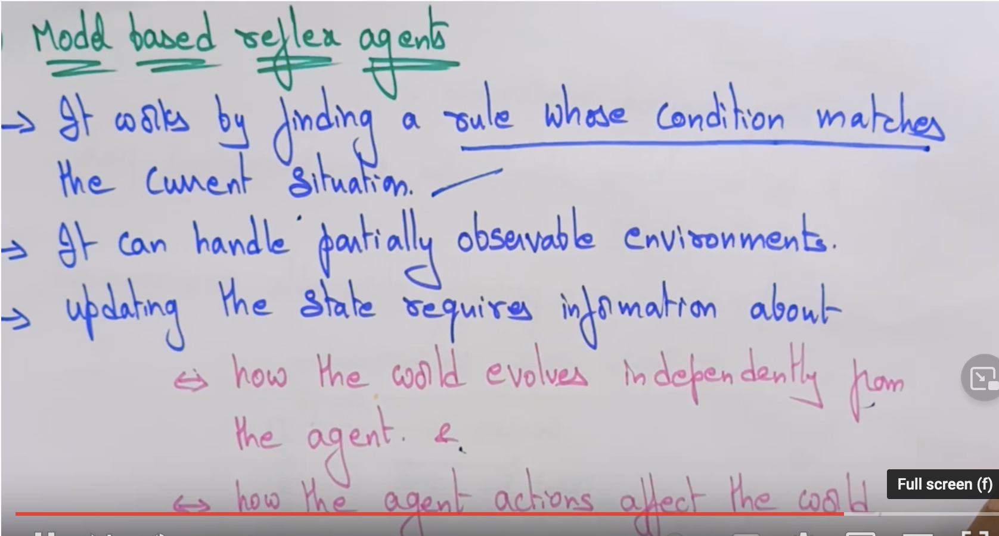 Model based reflex agents
→ It works by finding a rule whose condition matches
the current situation.
→ It can handle partially observable environments.
→ updating the state requires information about
⇔ how the world evolves independently from
the agent. &
⇔ how the agent actions affect the world.
Full screen (f)